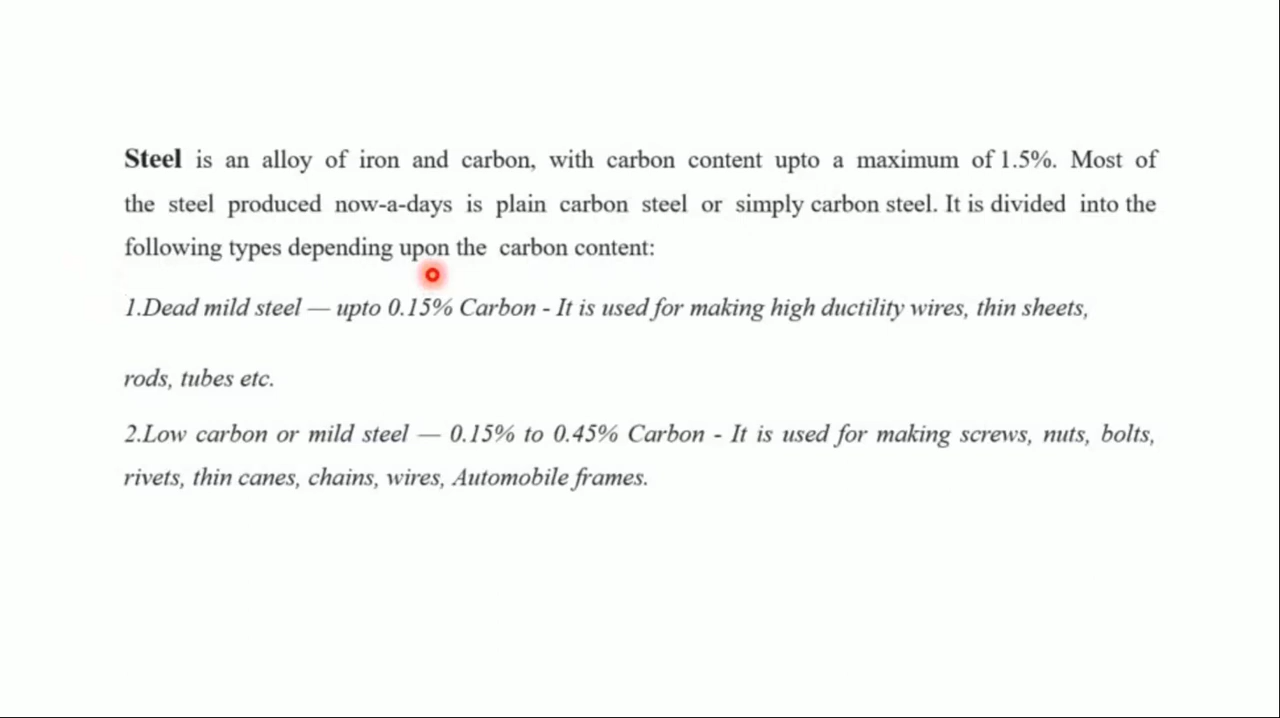 Steel is an alloy of iron and carbon, with carbon content upto a maximum of 1.5%. Most of
the steel produced now-a-days is plain carbon steel or simply carbon steel. It is divided into the
following types depending upon the carbon content:
1.Dead mild steel — upto 0.15% Carbon - It is used for making high ductility wires, thin sheets,
rods, tubes etc.
2.Low carbon or mild steel — 0.15% to 0.45% Carbon - It is used for making screws, nuts, bolts,
rivets, thin canes, chains, wires, Automobile frames.